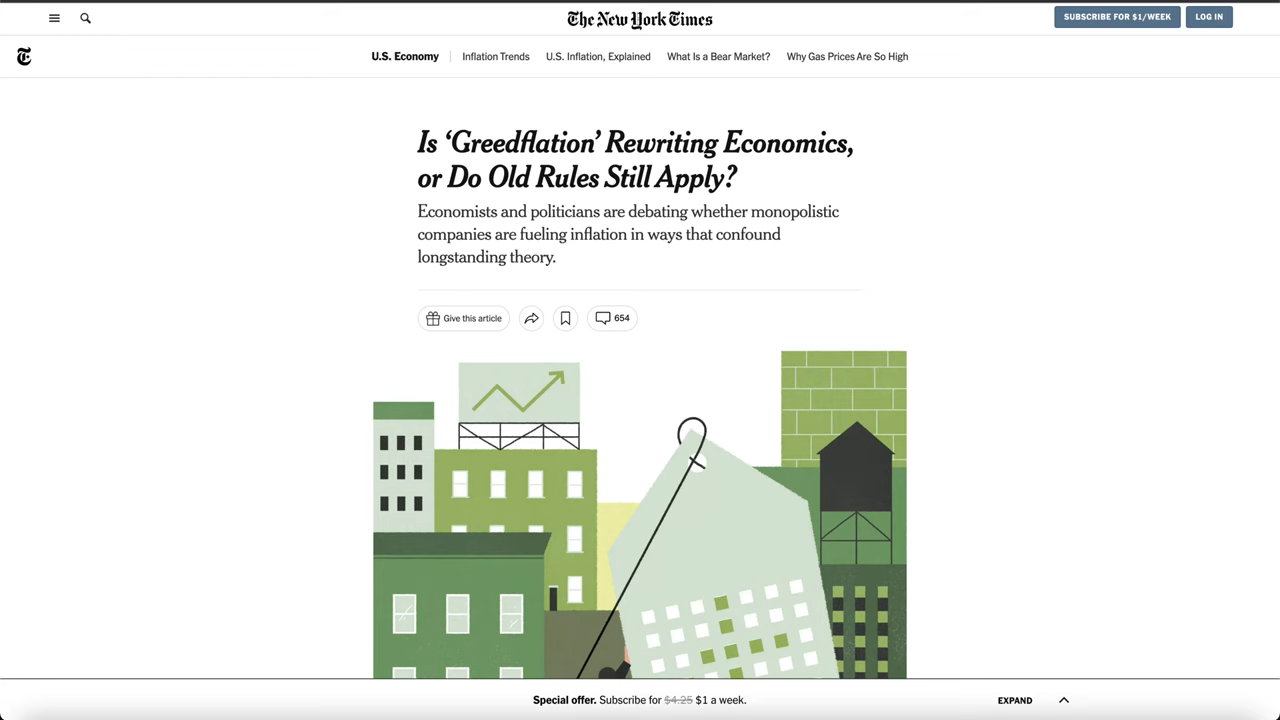 The New York Times
SUBSCRIBE FOR $1/WEEK
LOG IN
U.S. Economy
Inflation Trends
U.S. Inflation, Explained
What Is a Bear Market?
Why Gas Prices Are So High
Is ‘Greedflation’ Rewriting Economics,
or Do Old Rules Still Apply?
Economists and politicians are debating whether monopolistic
companies are fueling inflation in ways that confound
longstanding theory.
Give this article
654
Special offer. Subscribe for $4.25 $1 a week.
EXPAND